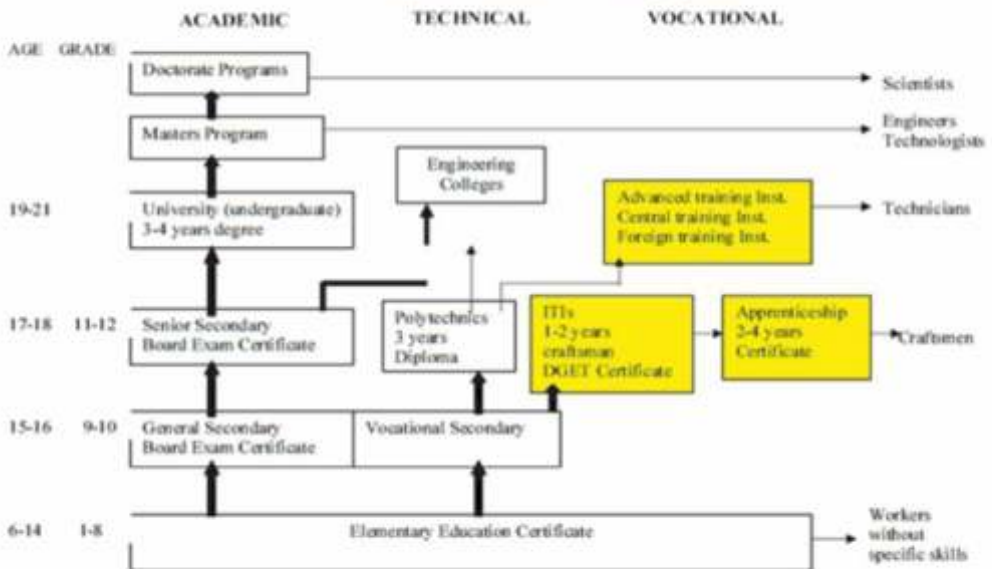 ACADEMIC TECHNICAL VOCATIONAL
AGE GRADE
Doctorate Programs
Scientists
Masters Program
Engineers
Technologists
Engineering
Colleges
19-21
University (undergraduate)
3-4 years degree
Advanced training Inst.
Central training Inst.
Foreign training Inst.
Technicians
17-18 11-12
Senior Secondary
Board Exam Certificate
Polytechnics
3 years
Diploma
ITIs
1-2 years
craftsman
DGET Certificate
Apprenticeship
2-4 years
Certificate
Craftsmen
15-16 9-10
General Secondary
Board Exam Certificate
Vocational Secondary
6-14 1-8
Elementary Education Certificate
Workers
without
specific skills